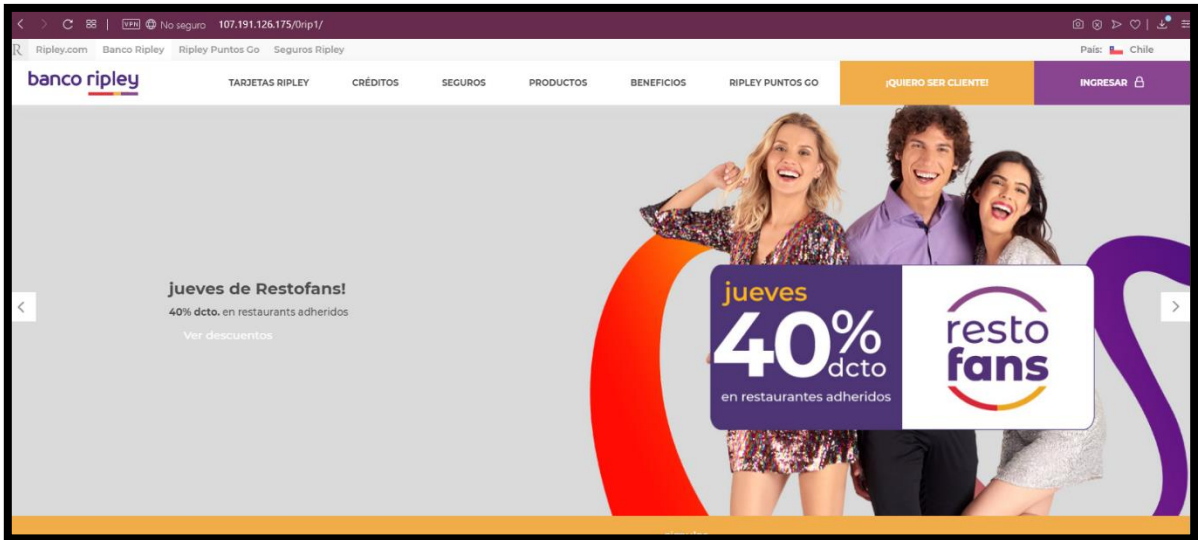 VPN No seguro 107.191.126.175/0rip1/
R Ripley.com Banco Ripley Ripley Puntos Go Seguros Ripley País: Chile
banco ripley TARJETAS RIPLEY CRÉDITOS SEGUROS PRODUCTOS BENEFICIOS RIPLEY PUNTOS GO ¡QUIERO SER CLIENTE! INGRESAR
jueves de Restofans!
40% dcto. en restaurants adheridos
Ver descuentos
jueves
40% dcto
en restaurantes adheridos
resto
fans